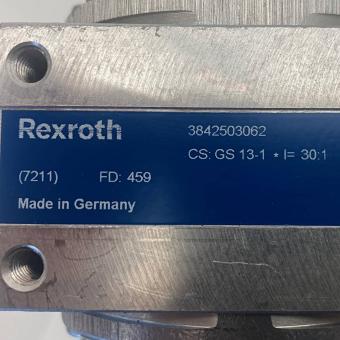 Rexroth 3842503062
CS: GS 13-1 * I= 30:1
(7211) FD: 459
Made in Germany